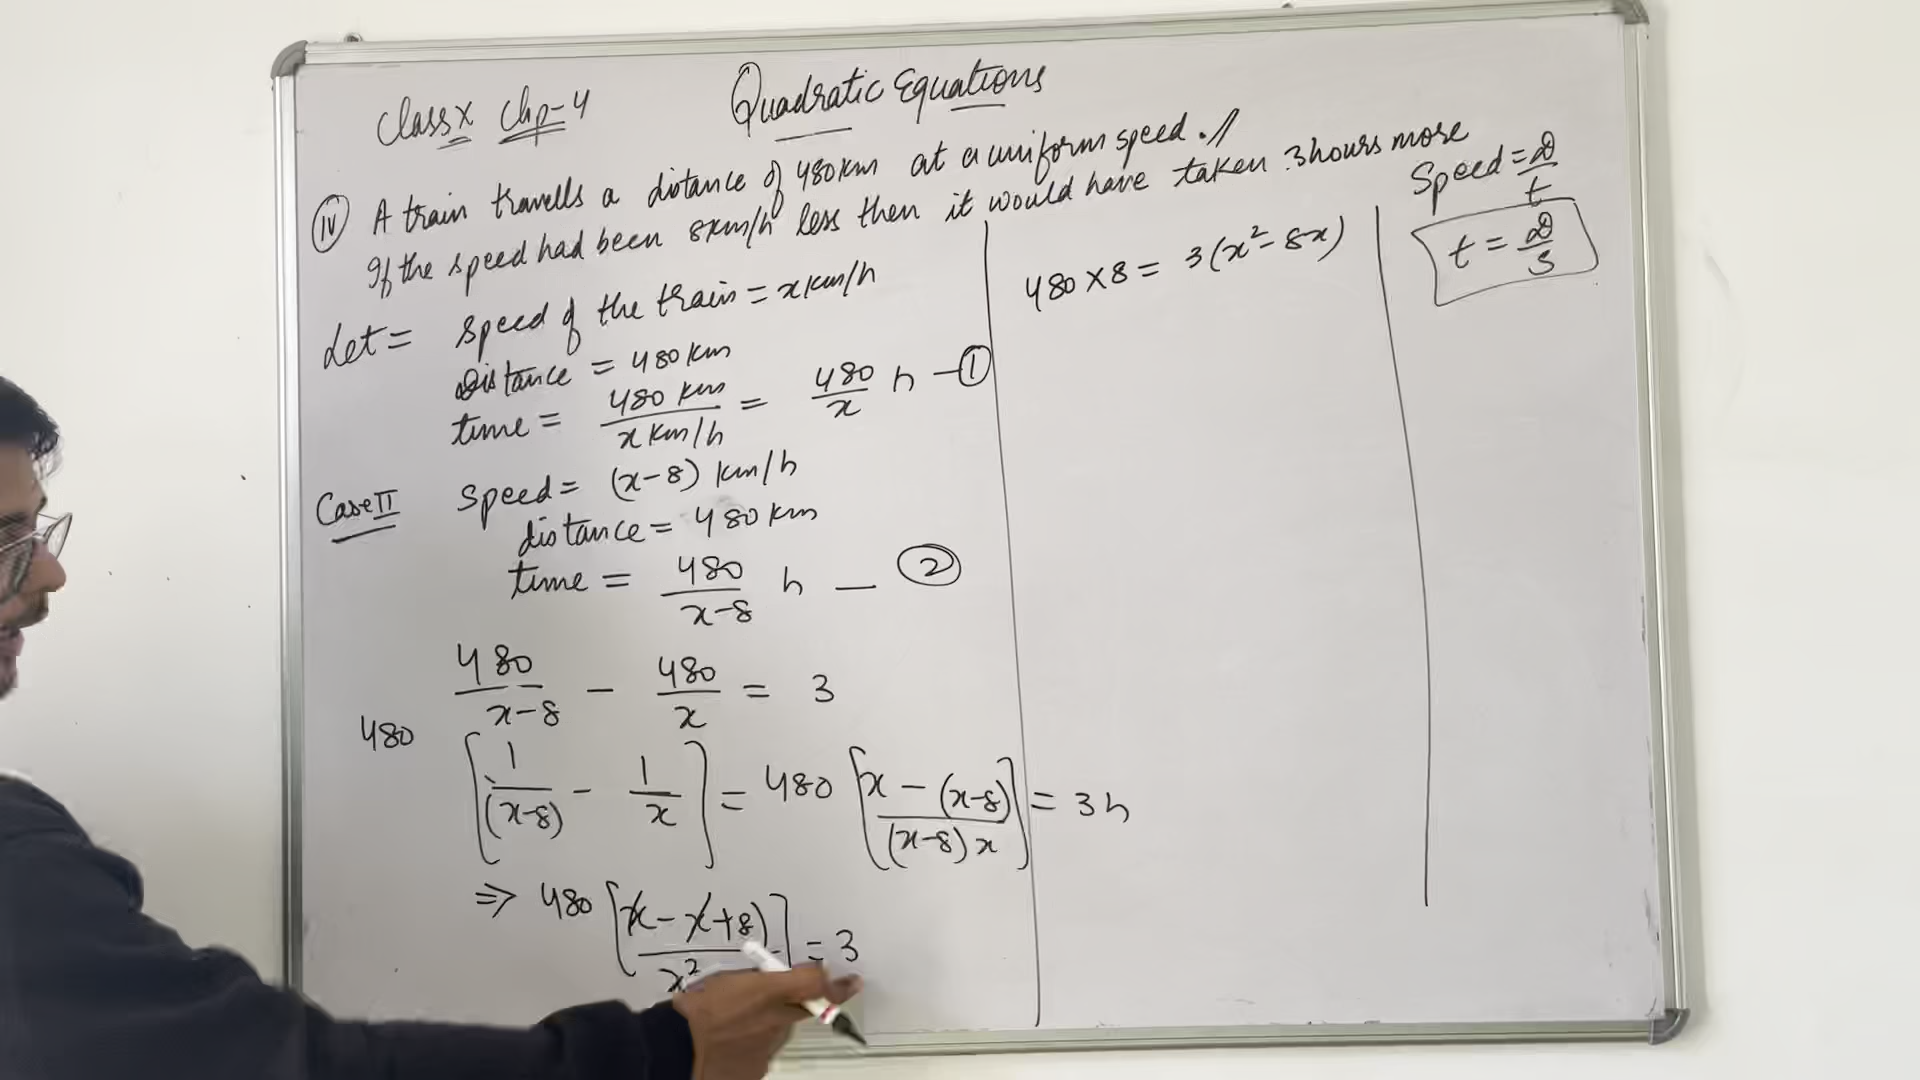 Class X Chp-4
Quadratic Equations
IV A train travells a distance of 480km at a uniform speed.//
If the speed had been 8km/h less then it would have taken 3hours more
Let = Speed of the train = x km/h
Distance = 480 km
time = 480 km / x km/h = 480/x h - ①
Case II Speed = (x-8) km/h
distance = 480 km
time = 480/x-8 h — ②
480/x-8 - 480/x = 3
480 [1/(x-8) - 1/x] = 480 [x - (x-8)/(x-8) x] = 3 h
⇒ 480 [x - x + 8)/x²] = 3
480 × 8 = 3 (x² - 8x)
Speed = D/t
t = D/S